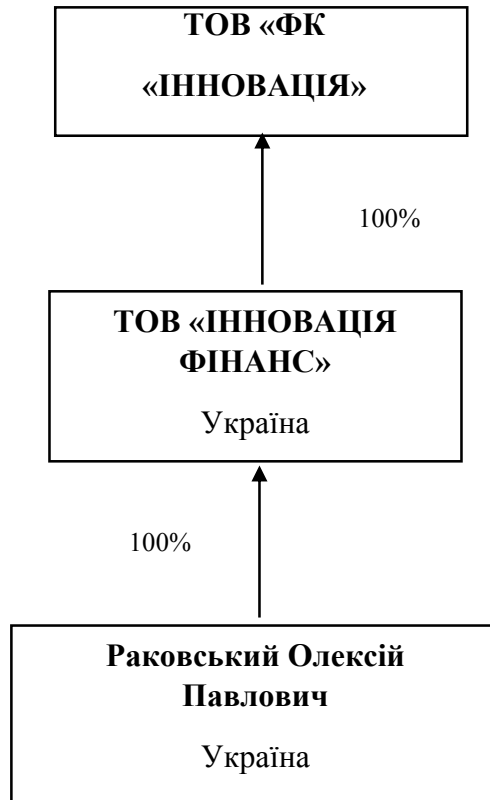 ТОВ «ФК
«ІННОВАЦІЯ»
100%
ТОВ «ІННОВАЦІЯ
ФІНАНС»
Україна
100%
Раковський Олексій
Павлович
Україна